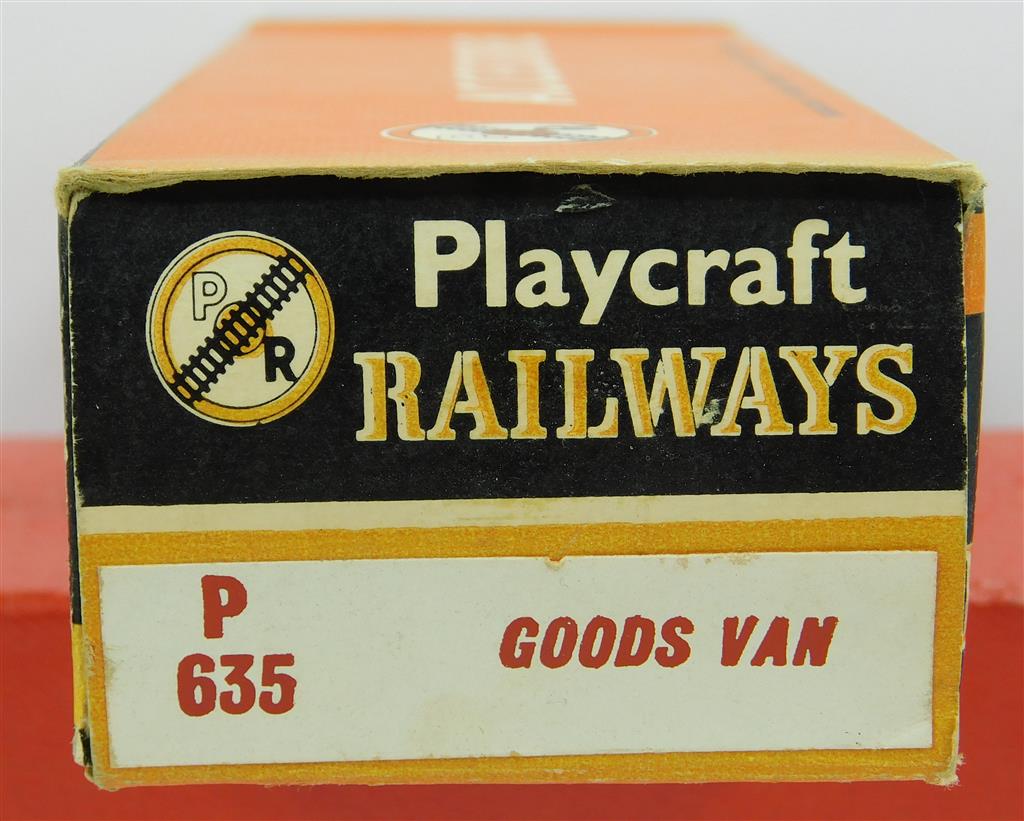 P
R
Playcraft
RAILWAYS
P
635
GOODS VAN